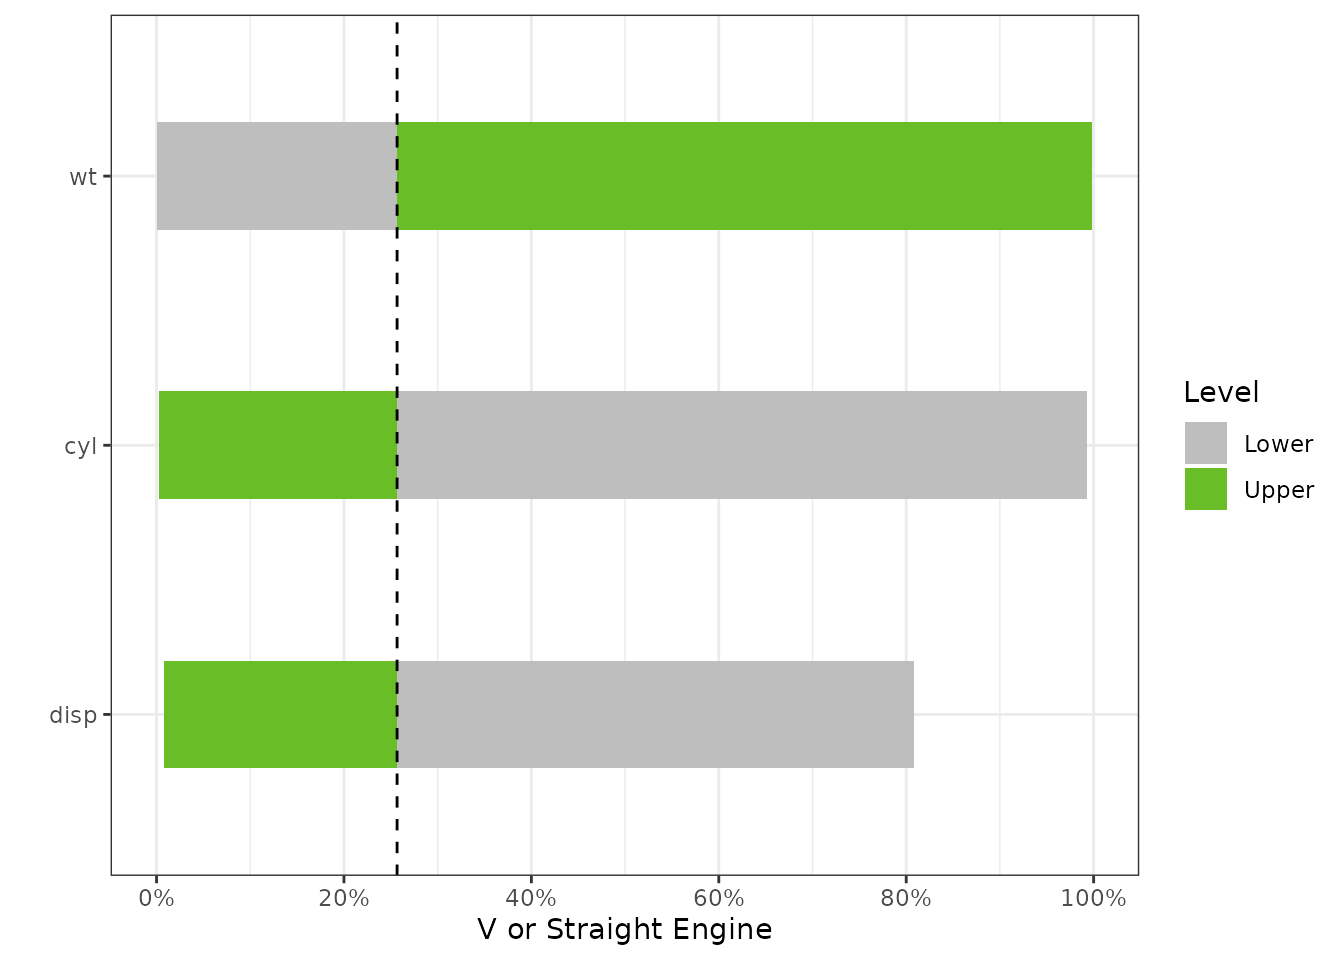 wt
cyl
disp
0% 20% 40% 60% 80% 100%
V or Straight Engine
Level
Lower
Upper